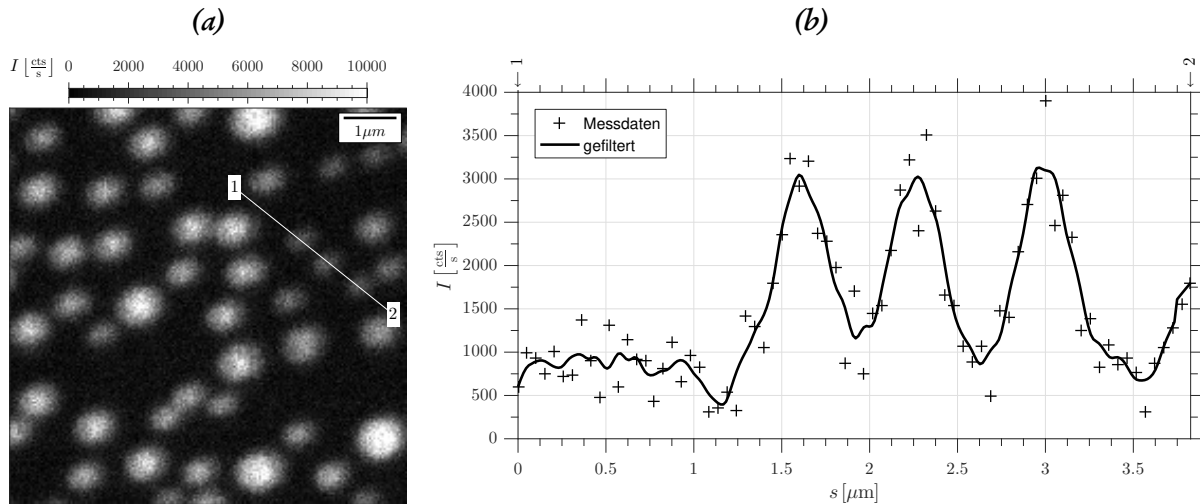 (a)
(b)
I [cts/s] 0 2000 4000 6000 8000 10000
1μm
1
2
1
2
4000
3500
3000
2500
2000
1500
1000
500
0
I [cts/s]
Messdaten
gefiltert
0 0.5 1 1.5 2 2.5 3 3.5
s [μm]